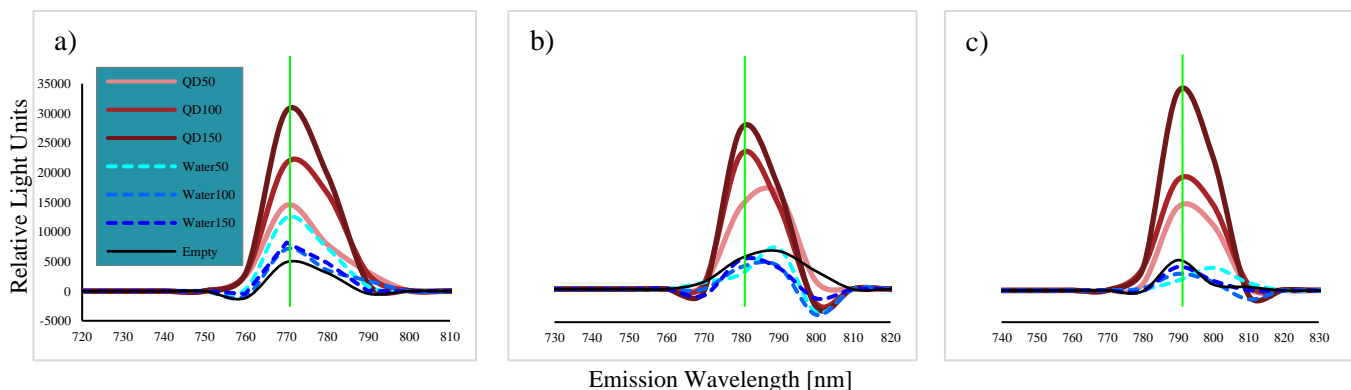 a)
b)
c)
Relative Light Units
35000
30000
25000
20000
15000
10000
5000
0
-5000
QD50
QD100
QD150
Water50
Water100
Water150
Empty
720 730 740 750 760 770 780 790 800 810
730 740 750 760 770 780 790 800 810 820
740 750 760 770 780 790 800 810 820 830
Emission Wavelength [nm]